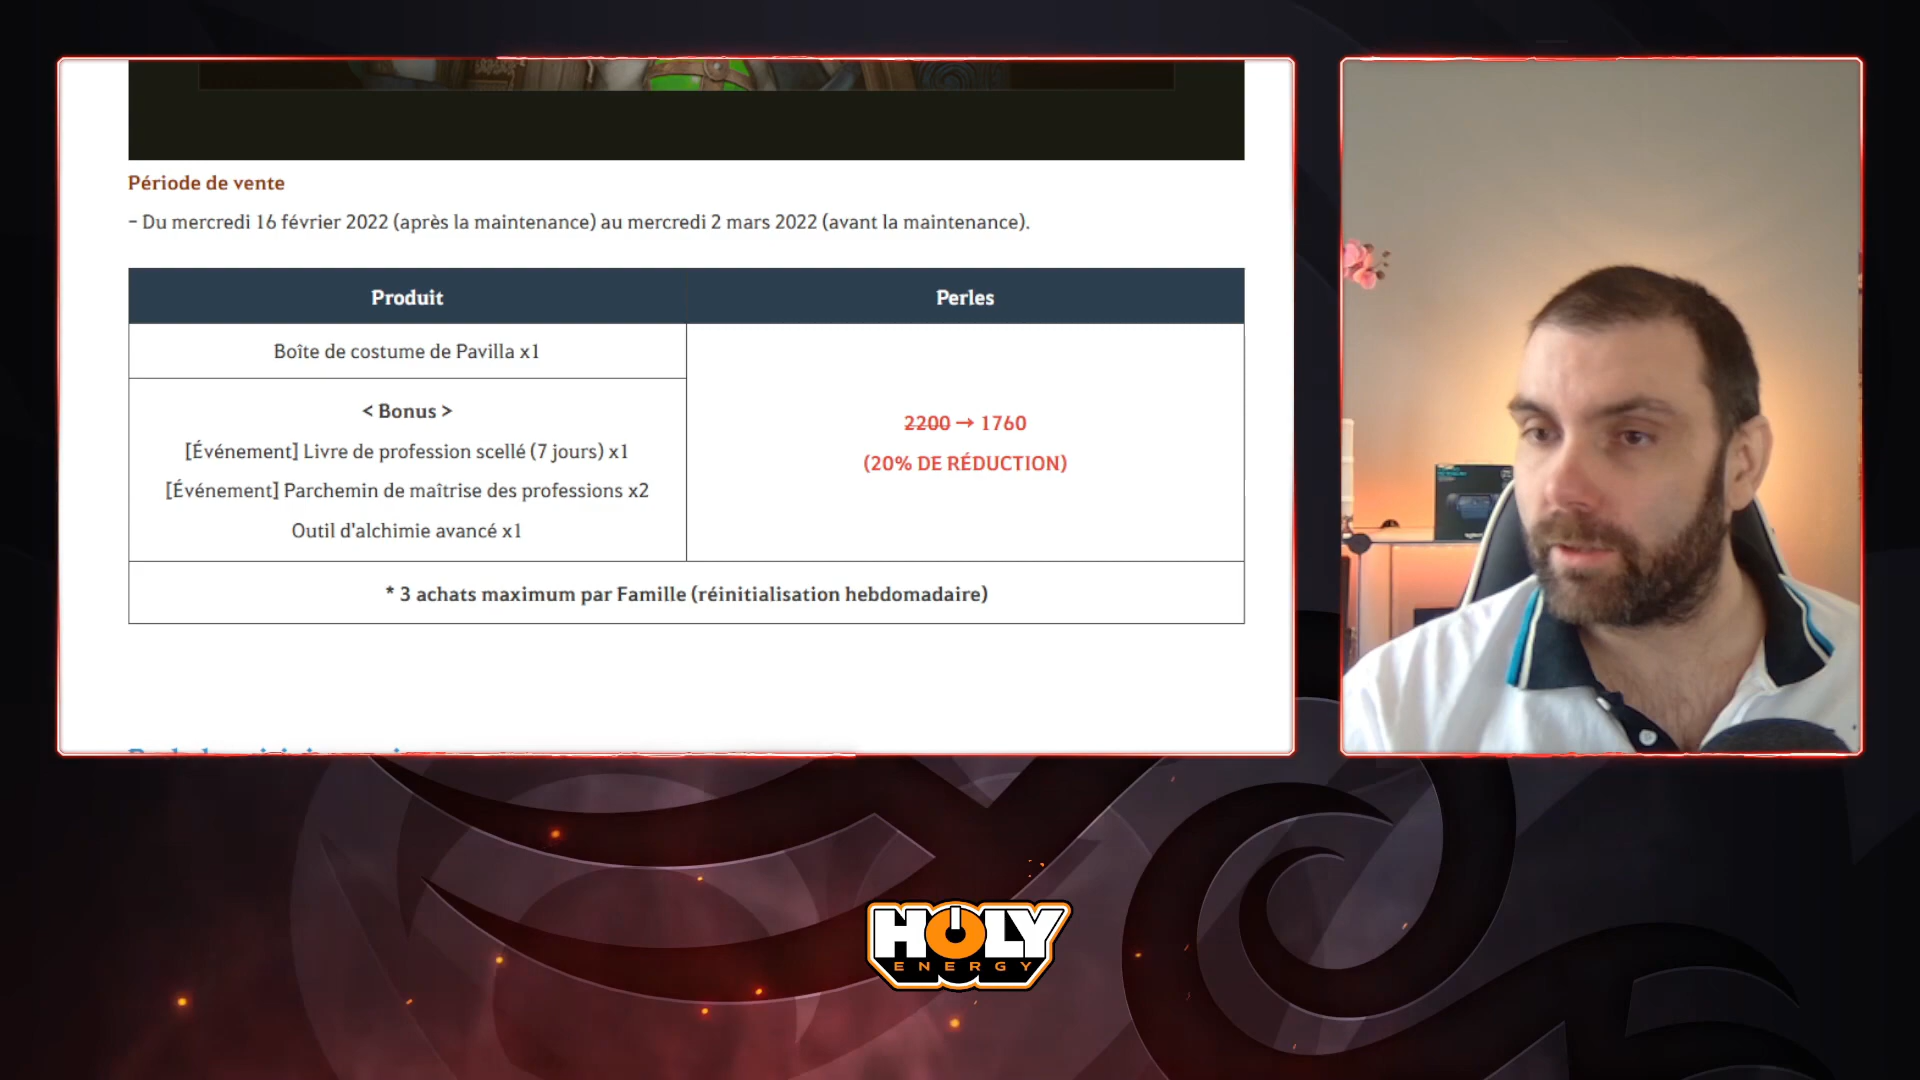 Période de vente
– Du mercredi 16 février 2022 (après la maintenance) au mercredi 2 mars 2022 (avant la maintenance).
Produit
Perles
Boîte de costume de Pavilla x1
< Bonus >
[Événement] Livre de profession scellé (7 jours) x1
[Événement] Parchemin de maîtrise des professions x2
Outil d'alchimie avancé x1
2200 → 1760
(20% DE RÉDUCTION)
* 3 achats maximum par Famille (réinitialisation hebdomadaire)
HOLY
ENERGY